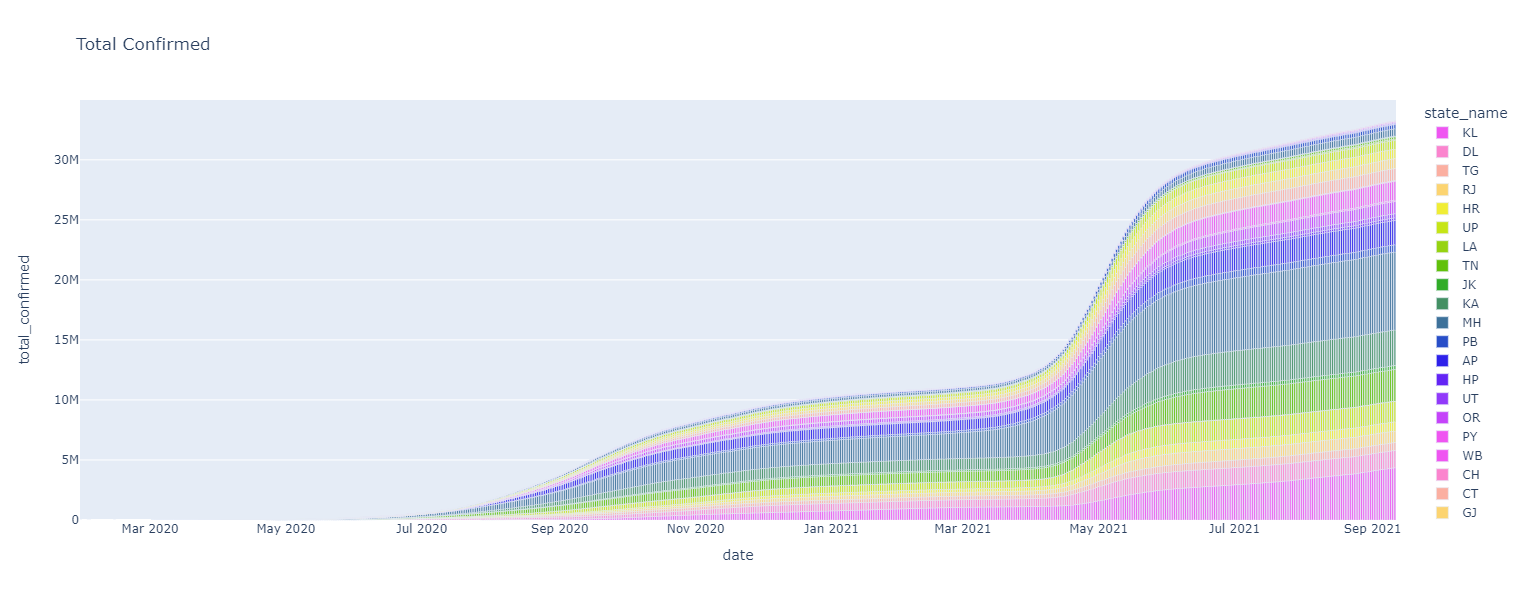 Total Confirmed
state_name
KL
DL
TG
RJ
HR
UP
LA
TN
JK
KA
MH
PB
AP
HP
UT
OR
PY
WB
CH
CT
GJ
30M
25M
20M
15M
10M
5M
0
total_confirmed
Mar 2020 May 2020 Jul 2020 Sep 2020 Nov 2020 Jan 2021 Mar 2021 May 2021 Jul 2021 Sep 2021
date